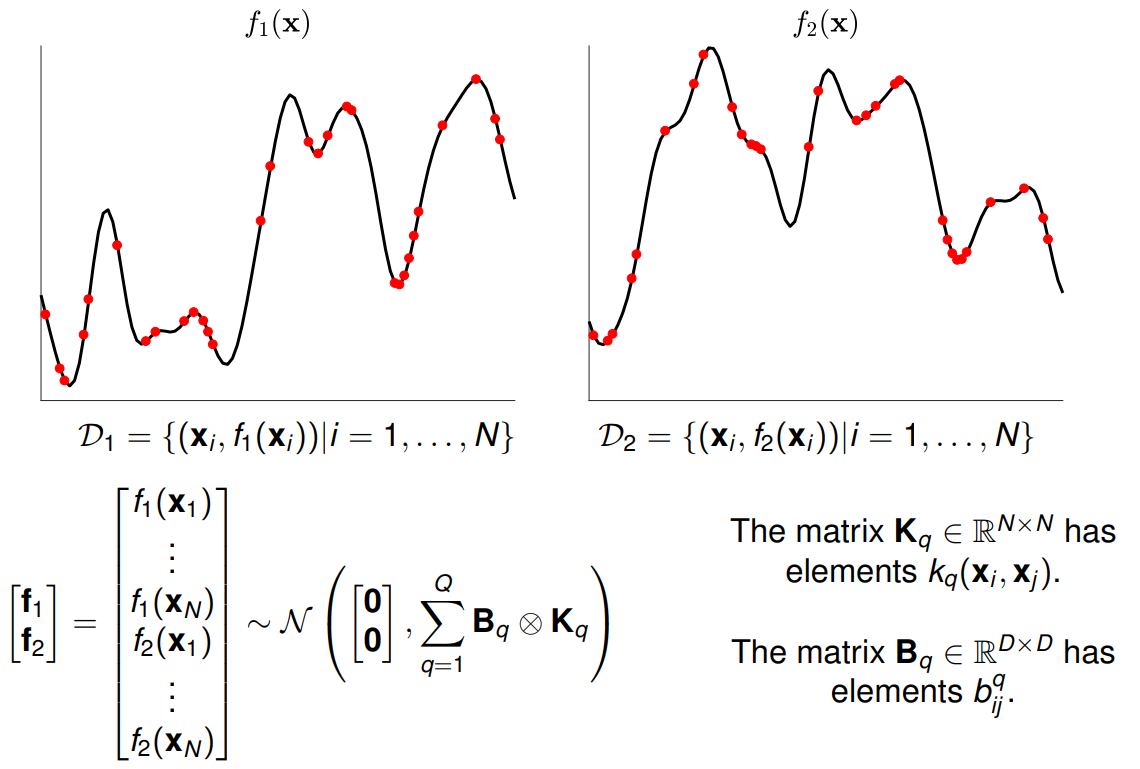 f₁(𝐱)
f₂(𝐱)
𝒟₁ = {(𝐱ᵢ, f₁(𝐱ᵢ))|i = 1, . . . , N}
𝒟₂ = {(𝐱ᵢ, f₂(𝐱ᵢ))|i = 1, . . . , N}
[𝐟₁ 𝐟₂] = [f₁(𝐱₁) ⋮ f₁(𝐱_N) f₂(𝐱₁) ⋮ f₂(𝐱_N)] ∼ 𝒩 ([𝟎 𝟎], ∑_{q=1}^{Q} 𝐁_q ⊗ 𝐊_q)
The matrix 𝐊_q ∈ ℝ^{N×N} has
elements k_q(𝐱ᵢ, 𝐱ⱼ).
The matrix 𝐁_q ∈ ℝ^{D×D} has
elements b_{ij}^{q}.